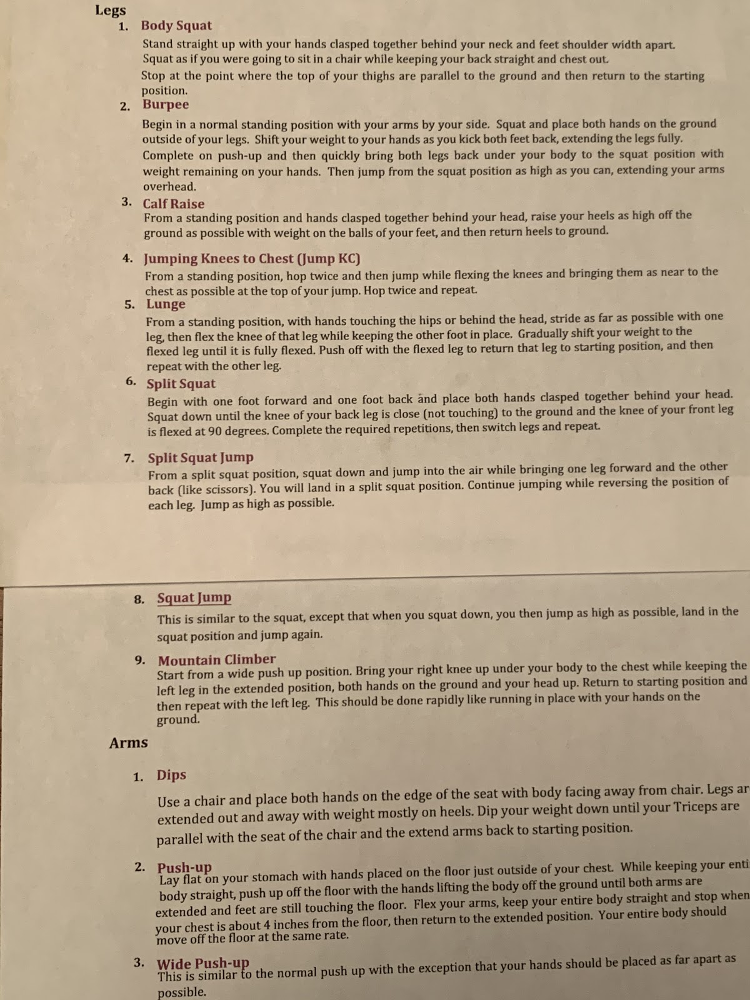 Legs
1. Body Squat
Stand straight up with your hands clasped together behind your neck and feet shoulder width apart.
Squat as if you were going to sit in a chair while keeping your back straight and chest out.
Stop at the point where the top of your thighs are parallel to the ground and then return to the starting
position.
2. Burpee
Begin in a normal standing position with your arms by your side. Squat and place both hands on the ground
outside of your legs. Shift your weight to your hands as you kick both feet back, extending the legs fully.
Complete on push-up and then quickly bring both legs back under your body to the squat position with
weight remaining on your hands. Then jump from the squat position as high as you can, extending your arms
overhead.
3. Calf Raise
From a standing position and hands clasped together behind your head, raise your heels as high off the
ground as possible with weight on the balls of your feet, and then return heels to ground.
4. Jumping Knees to Chest (Jump KC)
From a standing position, hop twice and then jump while flexing the knees and bringing them as near to the
chest as possible at the top of your jump. Hop twice and repeat.
5. Lunge
From a standing position, with hands touching the hips or behind the head, stride as far as possible with one
leg, then flex the knee of that leg while keeping the other foot in place. Gradually shift your weight to the
flexed leg until it is fully flexed. Push off with the flexed leg to return that leg to starting position, and then
repeat with the other leg.
6. Split Squat
Begin with one foot forward and one foot back and place both hands clasped together behind your head.
Squat down until the knee of your back leg is close (not touching) to the ground and the knee of your front leg
is flexed at 90 degrees. Complete the required repetitions, then switch legs and repeat.
7. Split Squat Jump
From a split squat position, squat down and jump into the air while bringing one leg forward and the other
back (like scissors). You will land in a split squat position. Continue jumping while reversing the position of
each leg. Jump as high as possible.
8. Squat Jump
This is similar to the squat, except that when you squat down, you then jump as high as possible, land in the
squat position and jump again.
9. Mountain Climber
Start from a wide push up position. Bring your right knee up under your body to the chest while keeping the
left leg in the extended position, both hands on the ground and your head up. Return to starting position and
then repeat with the left leg. This should be done rapidly like running in place with your hands on the
ground.
Arms
1. Dips
Use a chair and place both hands on the edge of the seat with body facing away from chair. Legs ar
extended out and away with weight mostly on heels. Dip your weight down until your Triceps are
parallel with the seat of the chair and the extend arms back to starting position.
2. Push-up
Lay flat on your stomach with hands placed on the floor just outside of your chest. While keeping your enti
body straight, push up off the floor with the hands lifting the body off the ground until both arms are
extended and feet are still touching the floor. Flex your arms, keep your entire body straight and stop when
your chest is about 4 inches from the floor, then return to the extended position. Your entire body should
move off the floor at the same rate.
3. Wide Push-up
This is similar to the normal push up with the exception that your hands should be placed as far apart as
possible.